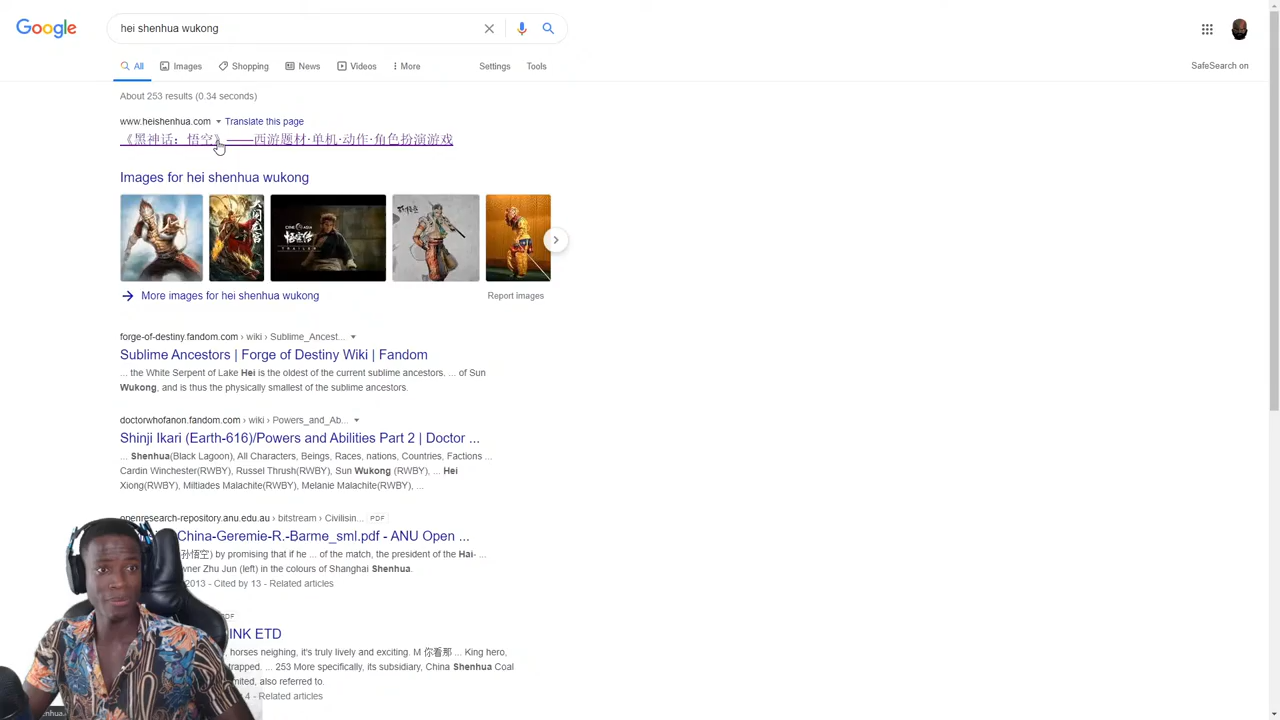 Google
hei shenhua wukong
All Images Shopping News Videos More Settings Tools
SafeSearch on
About 253 results (0.34 seconds)
www.heishenhua.com Translate this page
《黑神话：悟空》——西游题材·单机·动作·角色扮演游戏
Images for hei shenhua wukong
More images for hei shenhua wukong
Report images
forge-of-destiny.fandom.com › wiki › Sublime_Ancest...
Sublime Ancestors | Forge of Destiny Wiki | Fandom
... the White Serpent of Lake Hei is the oldest of the current sublime ancestors. ... of Sun
Wukong, and is thus the physically smallest of the sublime ancestors.
doctorwhofanon.fandom.com › wiki › Powers_and_Ab...
Shinji Ikari (Earth-616)/Powers and Abilities Part 2 | Doctor ...
... Shenhua(Black Lagoon), All Characters, Beings, Races, nations, Countries, Factions ...
Cardin Winchester(RWBY), Russel Thrush(RWBY), Sun Wukong (RWBY), ... Hei
Xiong(RWBY), Miltiades Malachite(RWBY), Melanie Malachite(RWBY), ...
openresearch-repository.anu.edu.au › bitstream › Civilisin... PDF
China-Geremie-R.-Barme_sml.pdf - ANU Open ...
孙悟空) by promising that if he ... of the match, the president of the Hai-
wner Zhu Jun (left) in the colours of Shanghai Shenhua.
2013 - Cited by 13 - Related articles
PDF
INK ETD
horses neighing, it's truly lively and exciting. M 你看那 ... King hero,
trapped. ... 253 More specifically, its subsidiary, China Shenhua Coal
mited, also referred to.
4 - Related articles